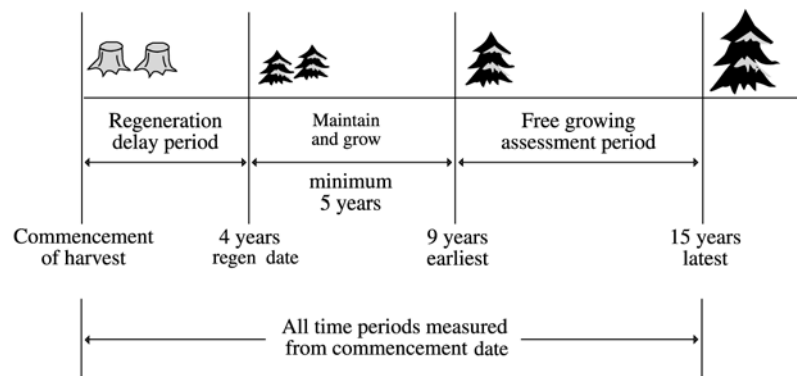 Regeneration
delay period
Maintain
and grow
Free growing
assessment period
minimum
5 years
Commencement
of harvest
4 years
regen date
9 years
earliest
15 years
latest
All time periods measured
from commencement date